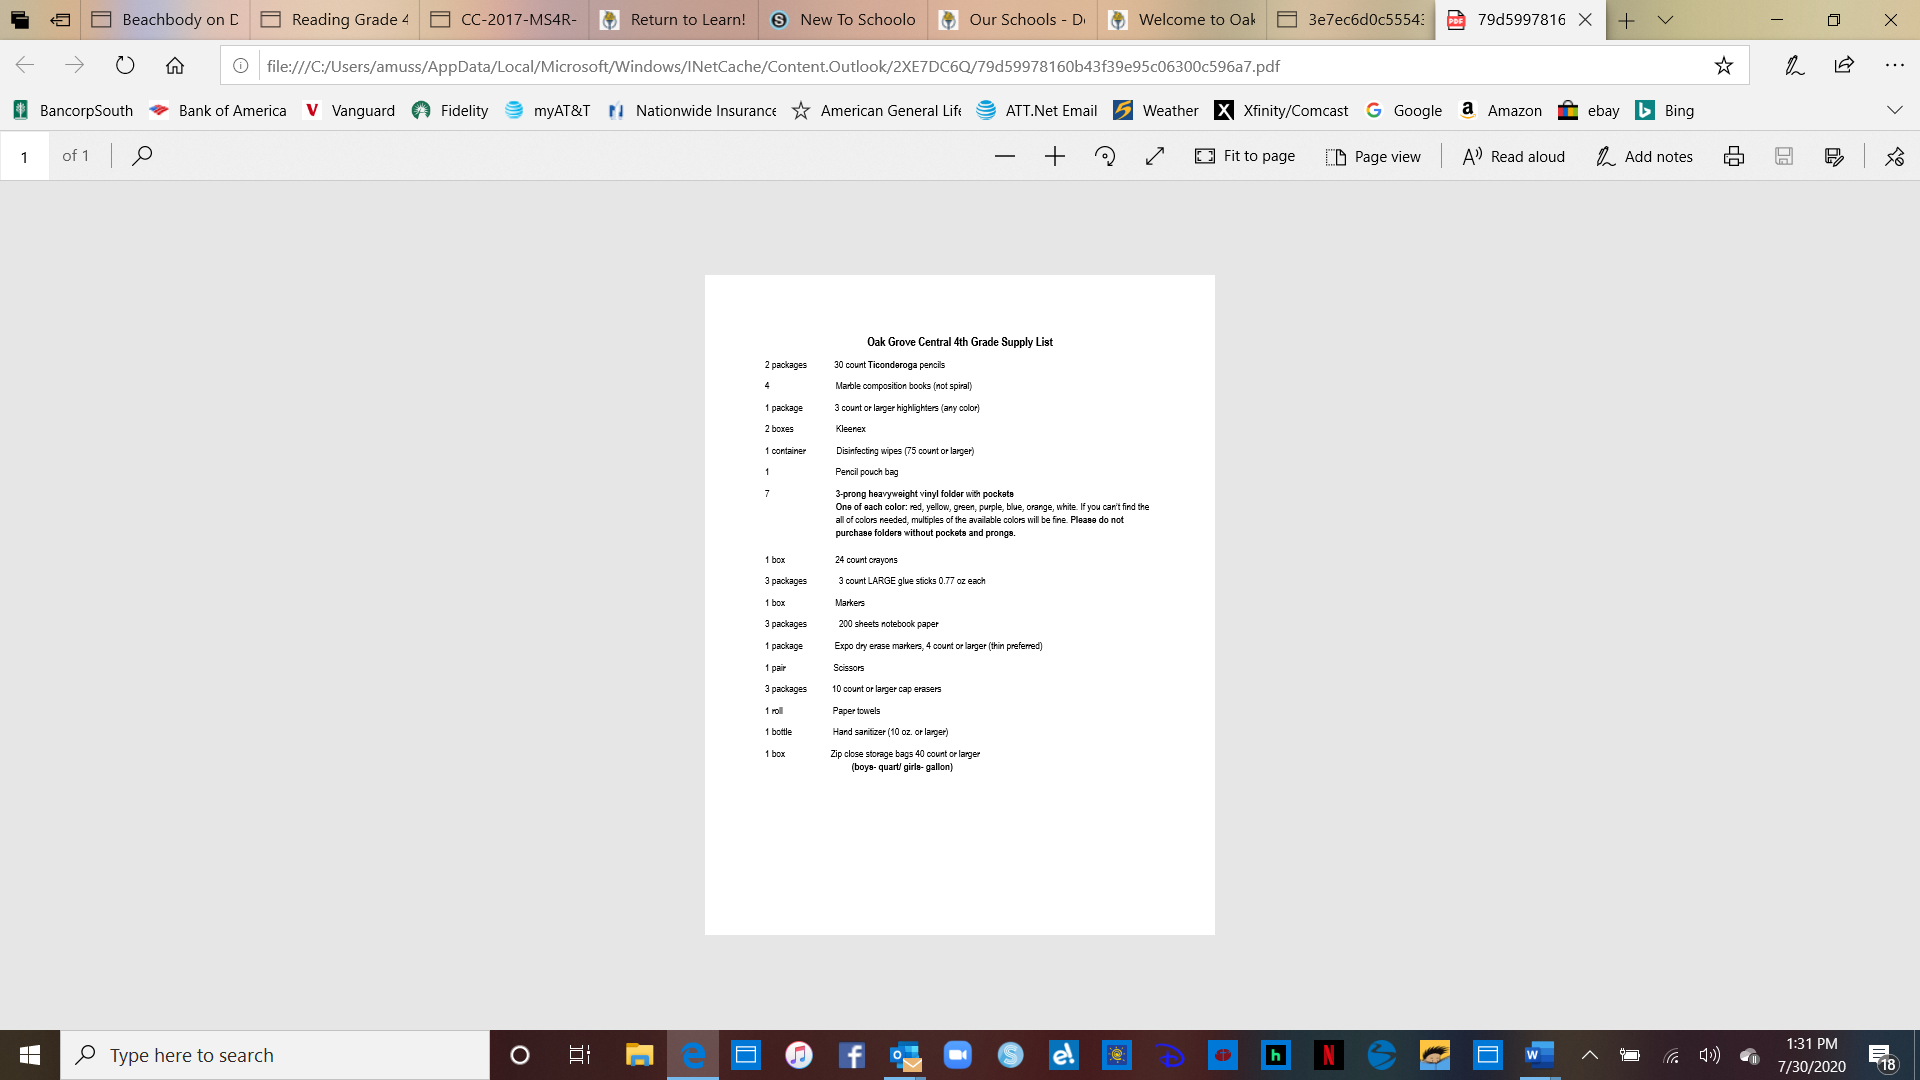 Beachbody on D
Reading Grade 4
CC-2017-MS4R-
Return to Learn!
New To Schoolo
Our Schools - De
Welcome to Oak
3e7ec6d0c55543
79d5997816
file:///C:/Users/amuss/AppData/Local/Microsoft/Windows/INetCache/Content.Outlook/2XE7DC6Q/79d59978160b43f39e95c06300c596a7.pdf
BancorpSouth Bank of America Vanguard Fidelity myAT&T Nationwide Insurance American General Life ATT.Net Email Weather Xfinity/Comcast Google Amazon ebay Bing
1 of 1 Fit to page Page view Read aloud Add notes
Oak Grove Central 4th Grade Supply List
2 packages 30 count Ticonderoga pencils
4 Marble composition books (not spiral)
1 package 3 count or larger highlighters (any color)
2 boxes Kleenex
1 container Disinfecting wipes (75 count or larger)
1 Pencil pouch bag
7 3-prong heavyweight vinyl folder with pockets
One of each color: red, yellow, green, purple, blue, orange, white. If you can't find the
all of colors needed, multiples of the available colors will be fine. Please do not
purchase folders without pockets and prongs.
1 box 24 count crayons
3 packages 3 count LARGE glue sticks 0.77 oz each
1 box Markers
3 packages 200 sheets notebook paper
1 package Expo dry erase markers, 4 count or larger (thin preferred)
1 pair Scissors
3 packages 10 count or larger cap erasers
1 roll Paper towels
1 bottle Hand sanitizer (10 oz. or larger)
1 box Zip close storage bags 40 count or larger
(boys- quart/ girls- gallon)
Type here to search
1:31 PM
7/30/2020
18